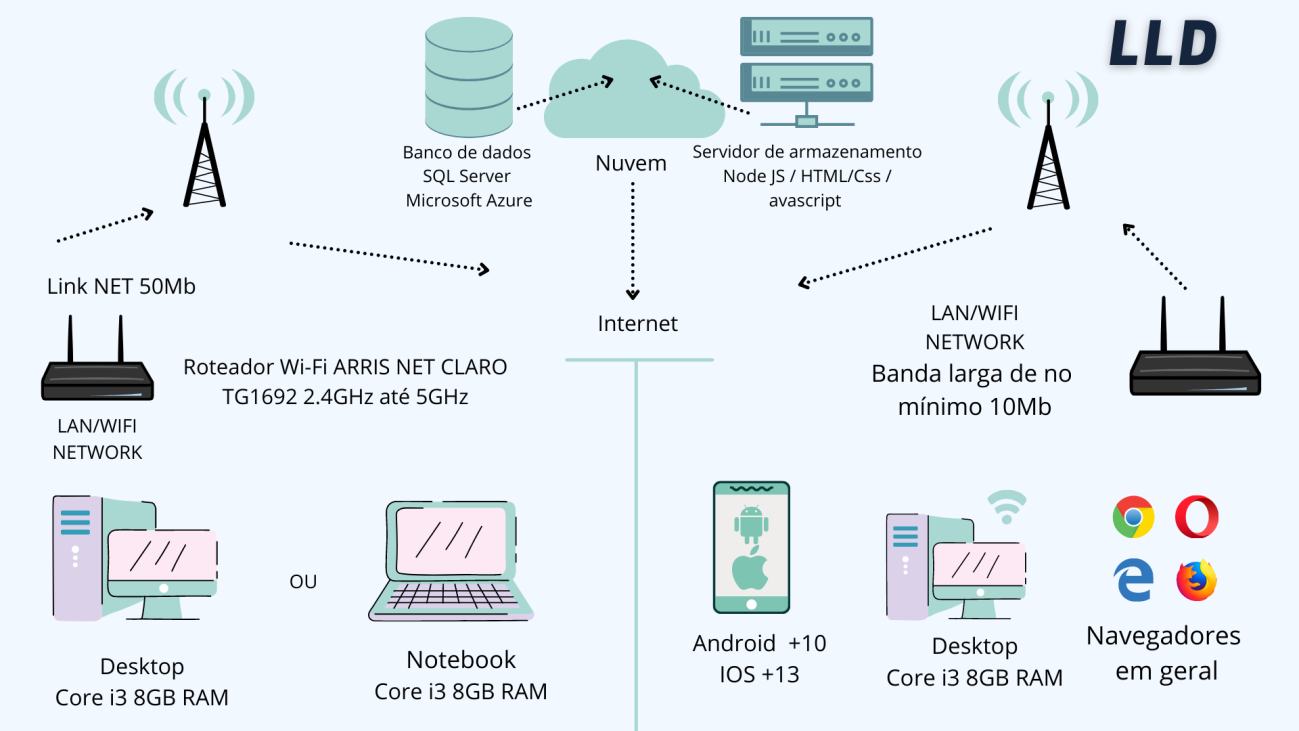 LLD
Banco de dados
SQL Server
Microsoft Azure
Nuvem
Servidor de armazenamento
Node JS / HTML/Css /
avascript
Link NET 50Mb
Internet
Roteador Wi-Fi ARRIS NET CLARO
TG1692 2.4GHz até 5GHz
LAN/WIFI
NETWORK
LAN/WIFI
NETWORK
Banda larga de no
mínimo 10Mb
OU
Desktop
Core i3 8GB RAM
Notebook
Core i3 8GB RAM
Android +10
IOS +13
Desktop
Core i3 8GB RAM
Navegadores
em geral